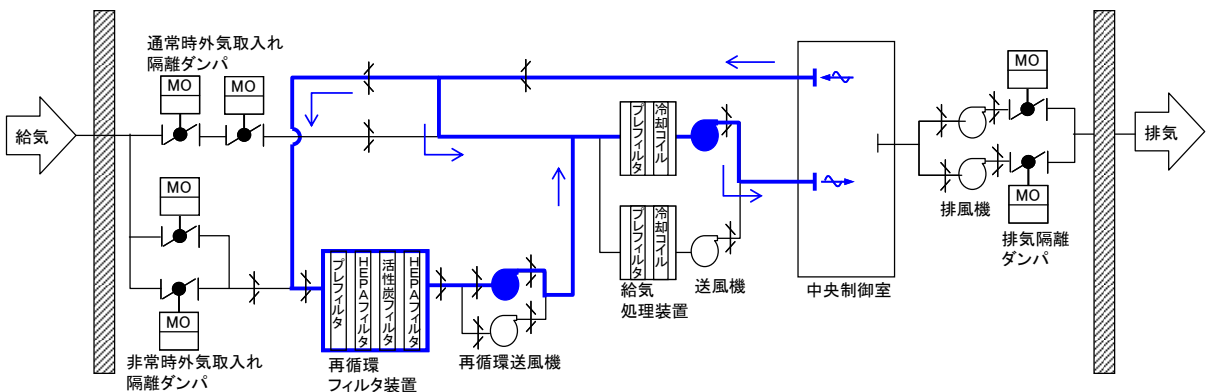 通常時外気取入れ
隔離ダンパ
MO
MO
給気
MO
MO
非常時外気取入れ
隔離ダンパ
プレフィルタ
HEPAフィルタ
活性炭フィルタ
HEPAフィルタ
再循環
フィルタ装置
再循環送風機
プレフィルタ
冷却コイル
プレフィルタ
冷却コイル
給気
処理装置
送風機
中央制御室
MO
MO
排風機
排気隔離
ダンパ
排気